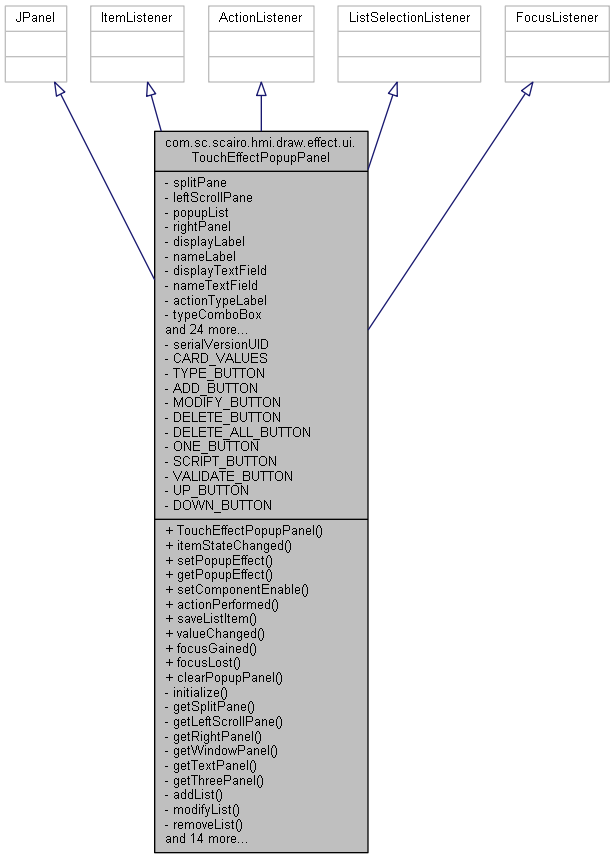 JPanel
ItemListener
ActionListener
ListSelectionListener
FocusListener
com.sc.scairo.hmi.draw.effect.ui.
TouchEffectPopupPanel
- splitPane
- leftScrollPane
- popupList
- rightPanel
- displayLabel
- nameLabel
- displayTextField
- nameTextField
- actionTypeLabel
- typeComboBox
and 24 more...
- serialVersionUID
- CARD_VALUES
- TYPE_BUTTON
- ADD_BUTTON
- MODIFY_BUTTON
- DELETE_BUTTON
- DELETE_ALL_BUTTON
- ONE_BUTTON
- SCRIPT_BUTTON
- VALIDATE_BUTTON
- UP_BUTTON
- DOWN_BUTTON
+ TouchEffectPopupPanel()
+ itemStateChanged()
+ setPopupEffect()
+ getPopupEffect()
+ setComponentEnable()
+ actionPerformed()
+ saveListItem()
+ valueChanged()
+ focusGained()
+ focusLost()
+ clearPopupPanel()
- initialize()
- getSplitPane()
- getLeftScrollPane()
- getRightPanel()
- getWindowPanel()
- getTextPanel()
- getThreePanel()
- addList()
- modifyList()
- removeList()
and 14 more...